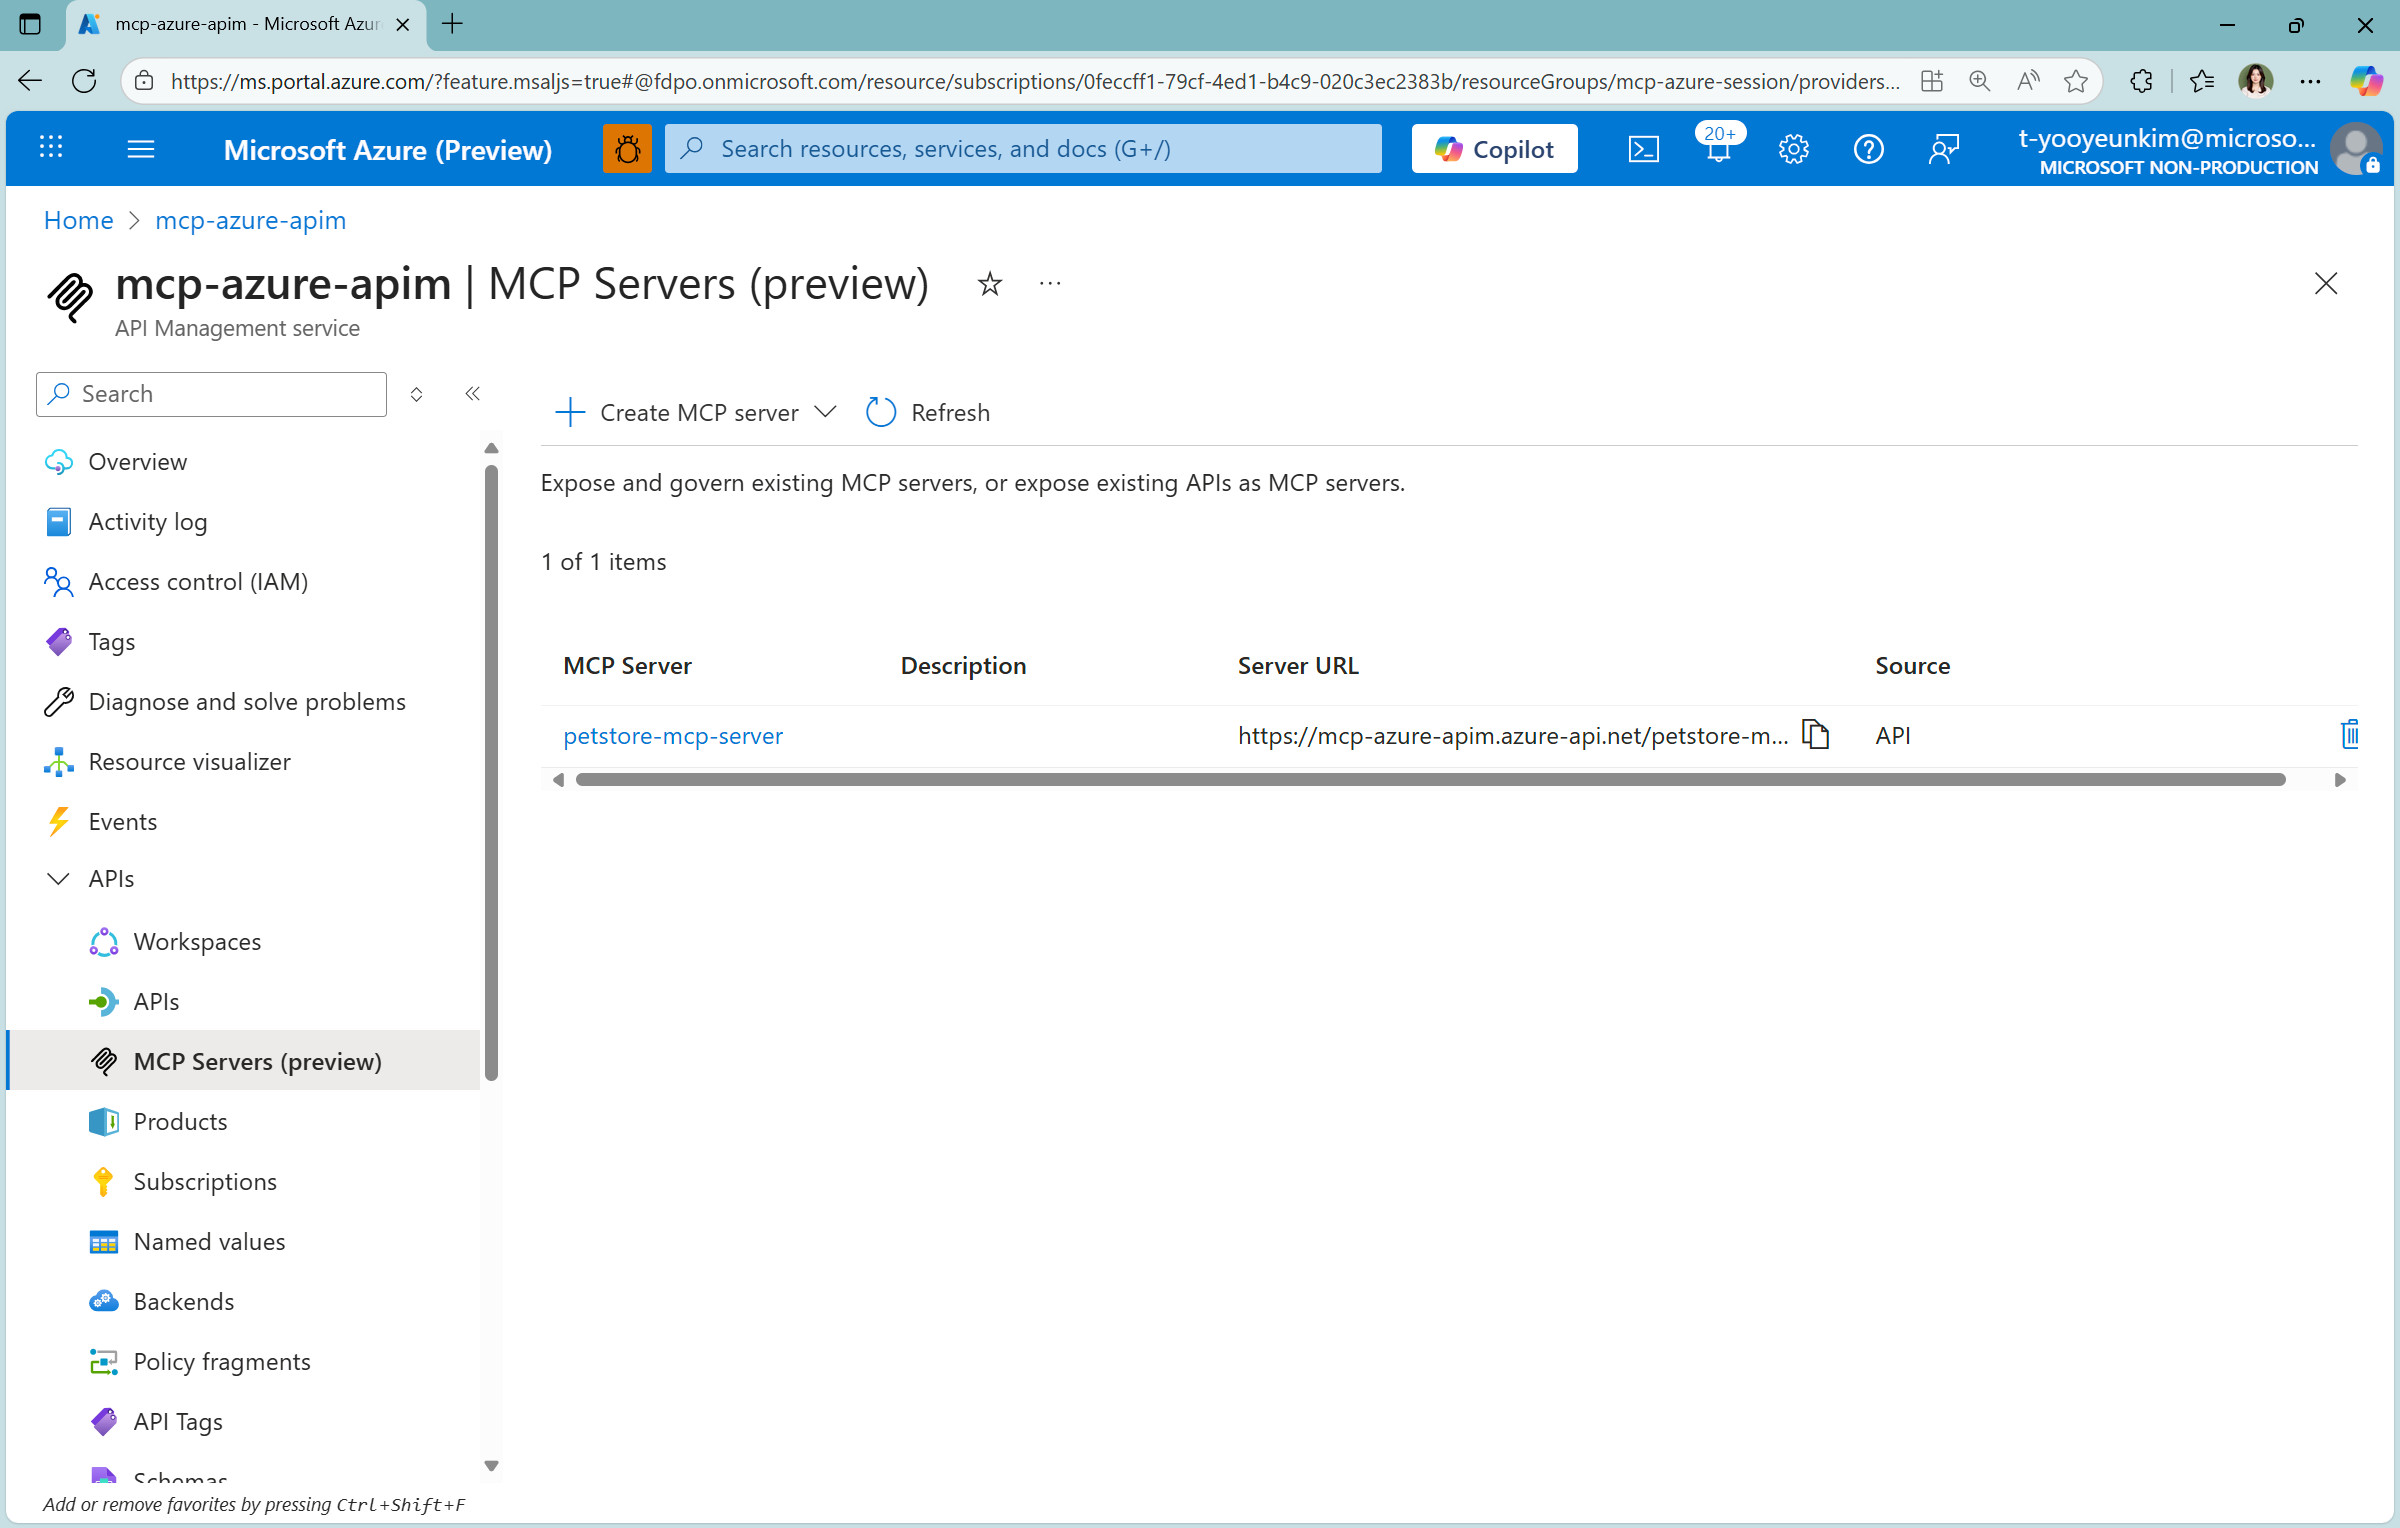 mcp-azure-apim - Microsoft Azur
https://ms.portal.azure.com/?feature.msaljs=true#@fdpo.onmicrosoft.com/resource/subscriptions/0feccff1-79cf-4ed1-b4c9-020c3ec2383b/resourceGroups/mcp-azure-session/providers...
Microsoft Azure (Preview)
Search resources, services, and docs (G+/)
Copilot
20+
t-yooyeunkim@microso...
MICROSOFT NON-PRODUCTION
Home > mcp-azure-apim
mcp-azure-apim | MCP Servers (preview)
API Management service
Search
Create MCP server
Refresh
Overview
Activity log
Access control (IAM)
Tags
Diagnose and solve problems
Resource visualizer
Events
APIs
Workspaces
APIs
MCP Servers (preview)
Products
Subscriptions
Named values
Backends
Policy fragments
API Tags
Schemas
Add or remove favorites by pressing Ctrl+Shift+F
Expose and govern existing MCP servers, or expose existing APIs as MCP servers.
1 of 1 items
MCP Server Description Server URL Source
petstore-mcp-server https://mcp-azure-apim.azure-api.net/petstore-m... API